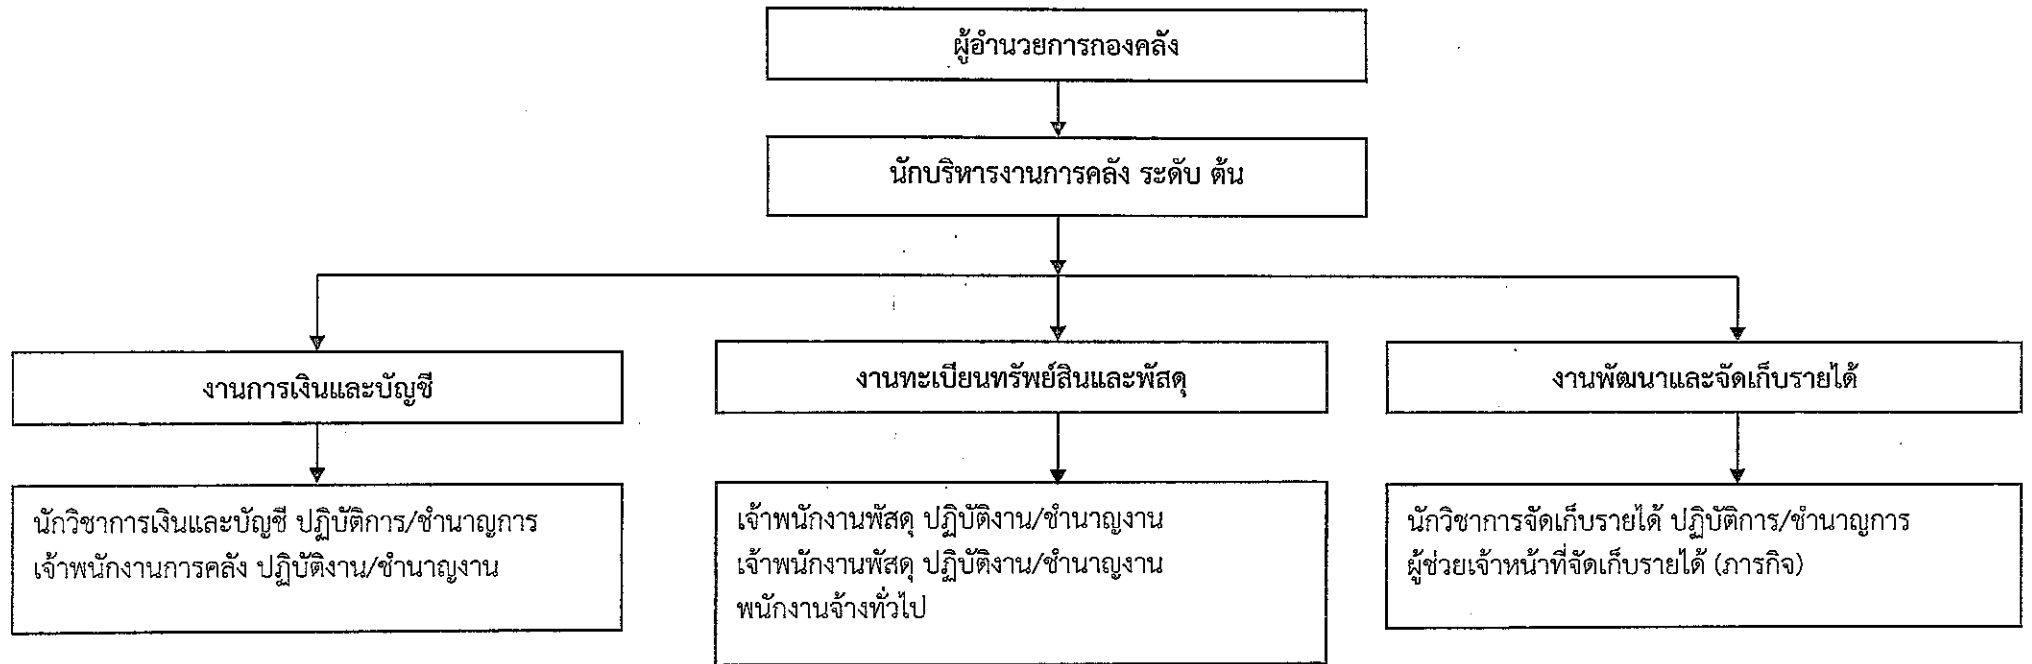 ผู้อำนวยการกองคลัง
นักบริหารงานการคลัง ระดับ ต้น
งานการเงินและบัญชี
งานทะเบียนทรัพย์สินและพัสดุ
งานพัฒนาและจัดเก็บรายได้
นักวิชาการเงินและบัญชี ปฏิบัติการ/ชำนาญการ
เจ้าพนักงานการคลัง ปฏิบัติงาน/ชำนาญงาน
เจ้าพนักงานพัสดุ ปฏิบัติงาน/ชำนาญงาน
เจ้าพนักงานพัสดุ ปฏิบัติงาน/ชำนาญงาน
พนักงานจ้างทั่วไป
นักวิชาการจัดเก็บรายได้ ปฏิบัติการ/ชำนาญการ
ผู้ช่วยเจ้าหน้าที่จัดเก็บรายได้ (ภารกิจ)